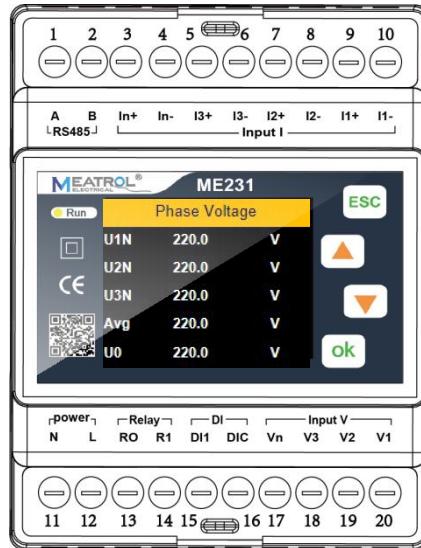 1 2 3 4 5 6 7 8 9 10
A B In+ In- I3+ I3- I2+ I2- I1+ I1-
RS485 Input I
MEATROL® ME231
ELECTRICAL
Run Phase Voltage ESC
U1N 220.0 V
U2N 220.0 V
CE
U3N 220.0 V
Avg 220.0 V
U0 220.0 V ok
power Relay DI Input V
N L RO R1 DI1 DIC Vn V3 V2 V1
11 12 13 14 15 16 17 18 19 20